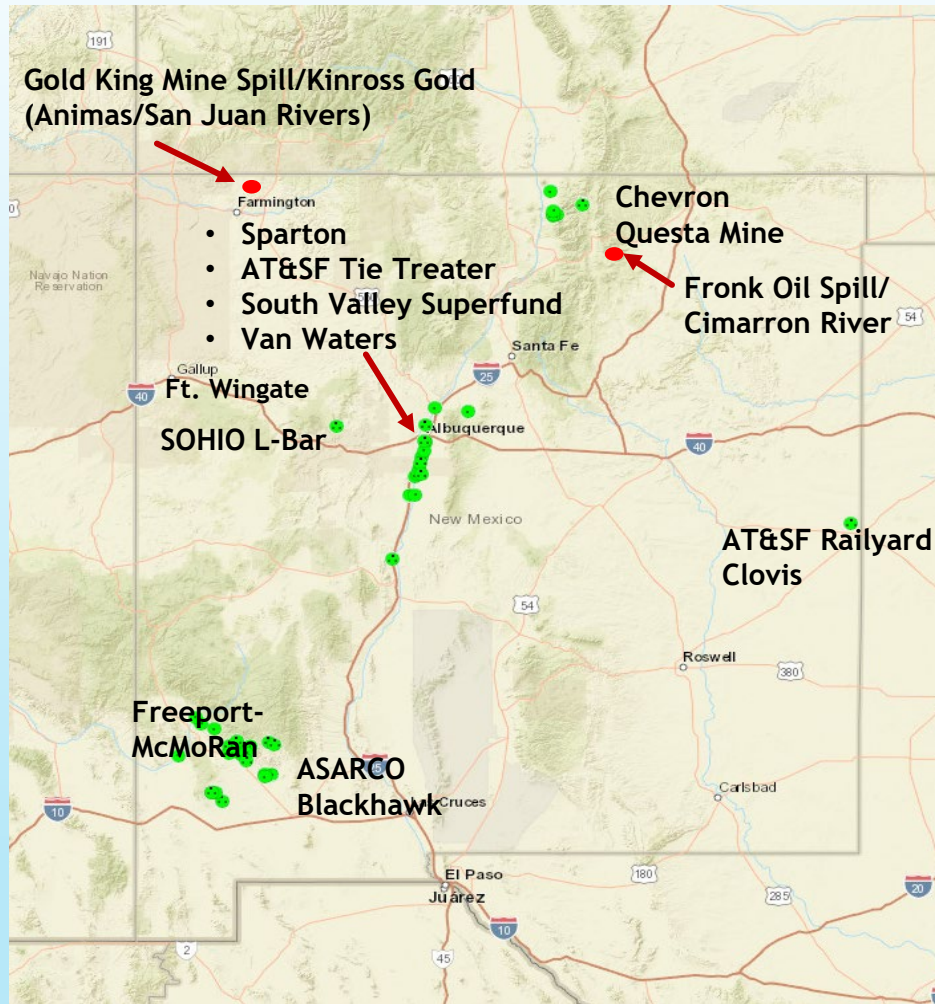 191
Gold King Mine Spill/Kinross Gold
(Animas/San Juan Rivers)
Farmington
Chevron
Questa Mine
• Sparton
• AT&SF Tie Treater
• South Valley Superfund
• Van Waters
Navajo Nation
Reservation
Fronk Oil Spill/
Cimarron River
54
Santa Fe
25
Gallup
40
Ft. Wingate
SOHIO L-Bar
Albuquerque
40
New Mexico
AT&SF Railyard
Clovis
54
Roswell
380
Freeport-
McMoRan
ASARCO
Blackhawk
25
Cruces
Carlsbad
10
El Paso
Juárez
180
285
20
10
2
45